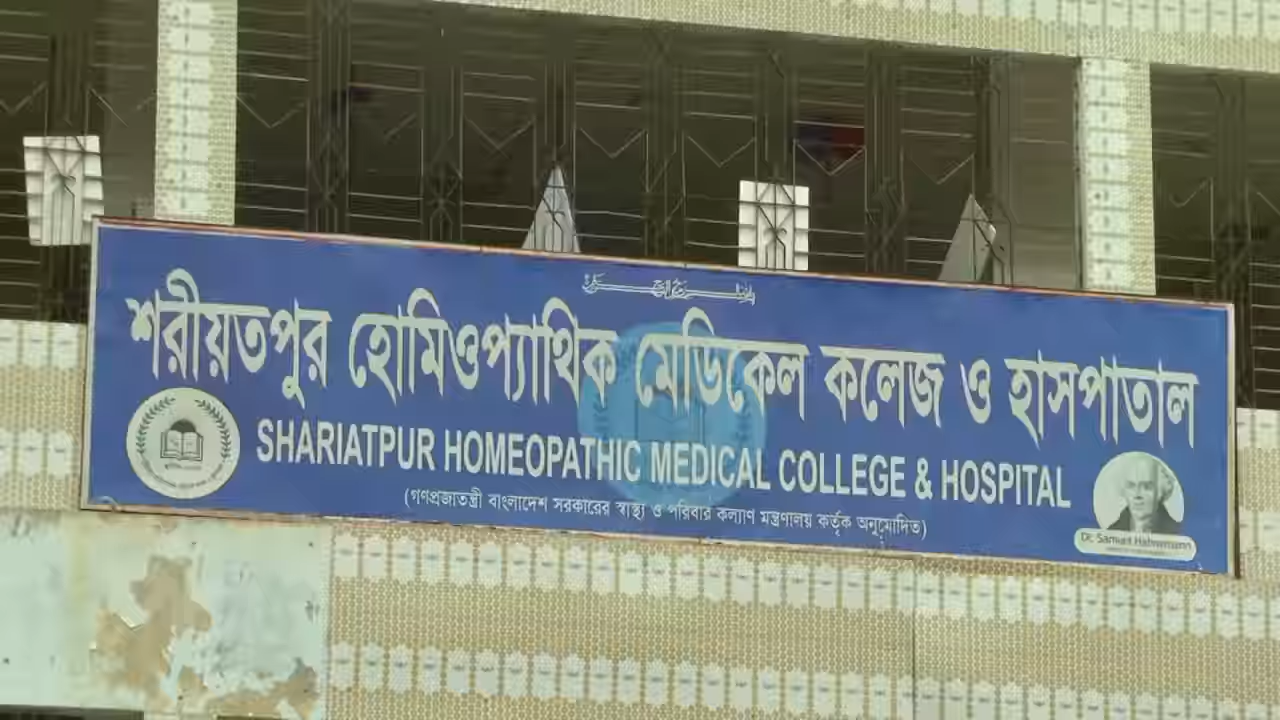 শরীয়তপুর হোমিওপ্যাথিক মেডিকেল কলেজ ও হাসপাতাল
SHARIATPUR HOMEOPATHIC MEDICAL COLLEGE & HOSPITAL
(গণপ্রজাতন্ত্রী বাংলাদেশ সরকারের স্বাস্থ্য ও পরিবার কল্যাণ মন্ত্রণালয় কর্তৃক অনুমোদিত)
Dr. Samuel Hahnemann